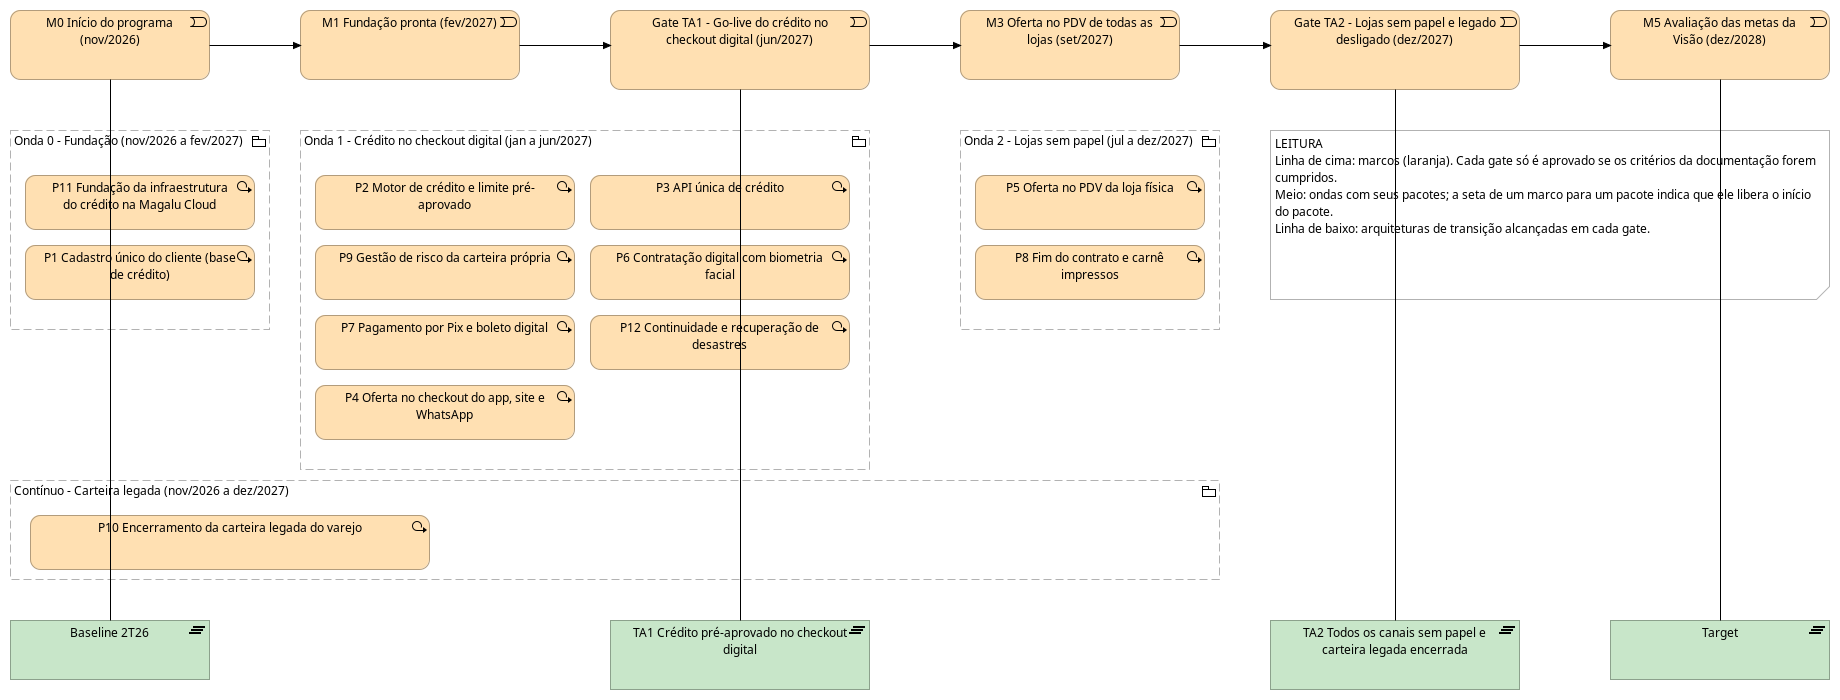 M0 Início do programa
(nov/2026)
M1 Fundação pronta (fev/2027)
Gate TA1 - Go-live do crédito no
checkout digital (jun/2027)
M3 Oferta no PDV de todas as
lojas (set/2027)
Gate TA2 - Lojas sem papel e legado
desligado (dez/2027)
M5 Avaliação das metas da
Visão (dez/2028)
Onda 0 - Fundação (nov/2026 a fev/2027)
P11 Fundação da infraestrutura
do crédito na Magalu Cloud
P1 Cadastro único do cliente (base
de crédito)
Onda 1 - Crédito no checkout digital (jan a jun/2027)
P2 Motor de crédito e limite pré-
aprovado
P3 API única de crédito
P9 Gestão de risco da carteira própria
P6 Contratação digital com biometria
facial
P7 Pagamento por Pix e boleto digital
P12 Continuidade e recuperação de
desastres
P4 Oferta no checkout do app, site e
WhatsApp
Onda 2 - Lojas sem papel (jul a dez/2027)
P5 Oferta no PDV da loja física
P8 Fim do contrato e carnê
impressos
LEITURA
Linha de cima: marcos (laranja). Cada gate só é aprovado se os critérios da documentação forem
cumpridos.
Meio: ondas com seus pacotes; a seta de um marco para um pacote indica que ele libera o início
do pacote.
Linha de baixo: arquiteturas de transição alcançadas em cada gate.
Contínuo - Carteira legada (nov/2026 a dez/2027)
P10 Encerramento da carteira legada do varejo
Baseline 2T26
TA1 Crédito pré-aprovado no checkout
digital
TA2 Todos os canais sem papel e
carteira legada encerrada
Target